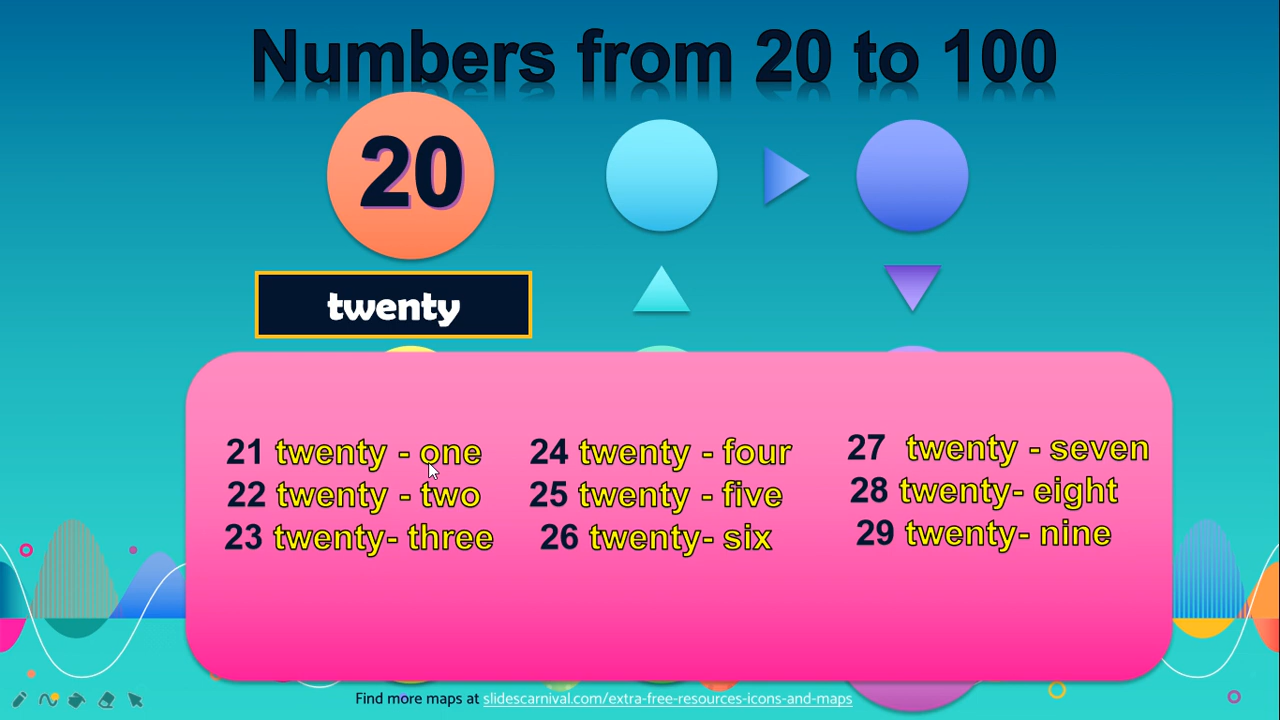 Numbers from 20 to 100
20
twenty
21 twenty - one
22 twenty - two
23 twenty- three
24 twenty - four
25 twenty - five
26 twenty- six
27 twenty - seven
28 twenty- eight
29 twenty- nine
Find more maps at slidescarnival.com/extra-free-resources-icons-and-maps